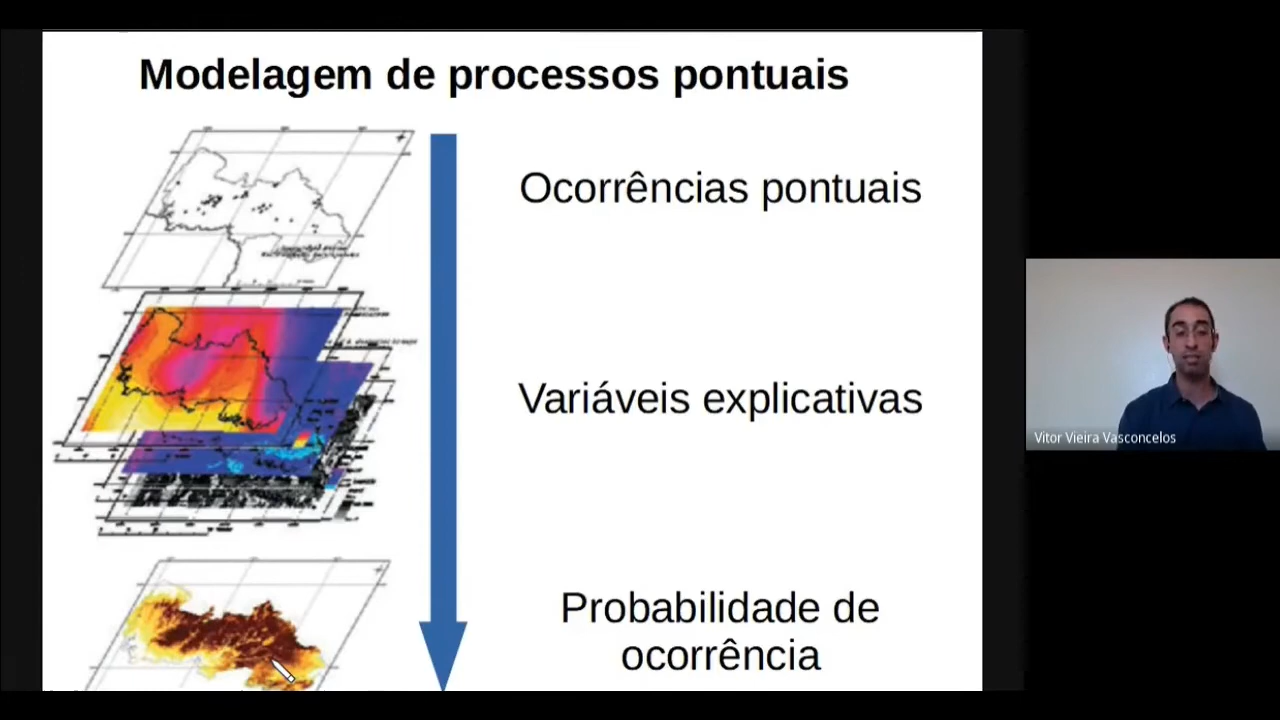 Modelagem de processos pontuais
Ocorrências pontuais
Variáveis explicativas
Probabilidade de
ocorrência
Vitor Vieira Vasconcelos